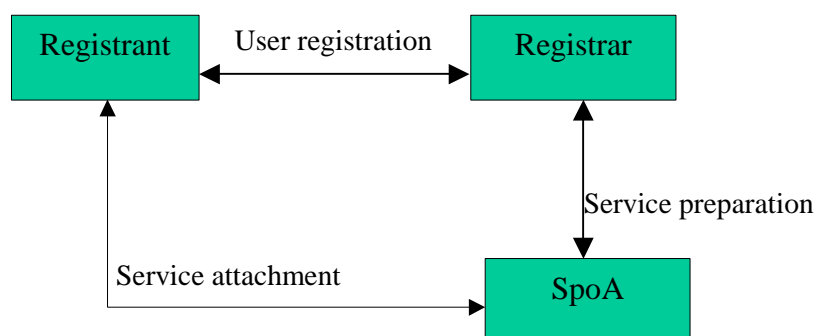 Registrant
User registration
Registrar
Service preparation
Service attachment
SpoA